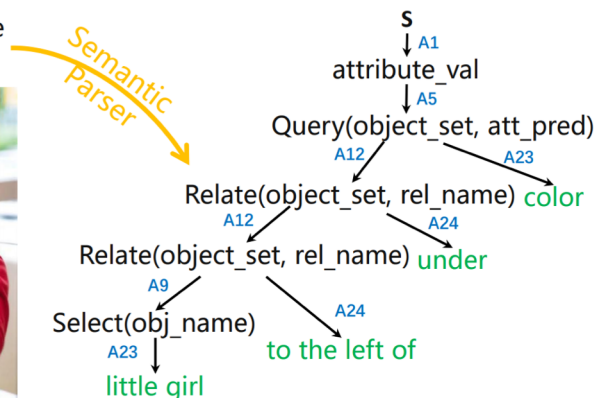 e
S
A1
attribute_val
A5
Query(object_set, att_pred)
A12
A23
Relate(object_set, rel_name) color
A12
A24
Relate(object_set, rel_name) under
A9
A24
Select(obj_name)
A23
to the left of
little girl
Semantic
Parser